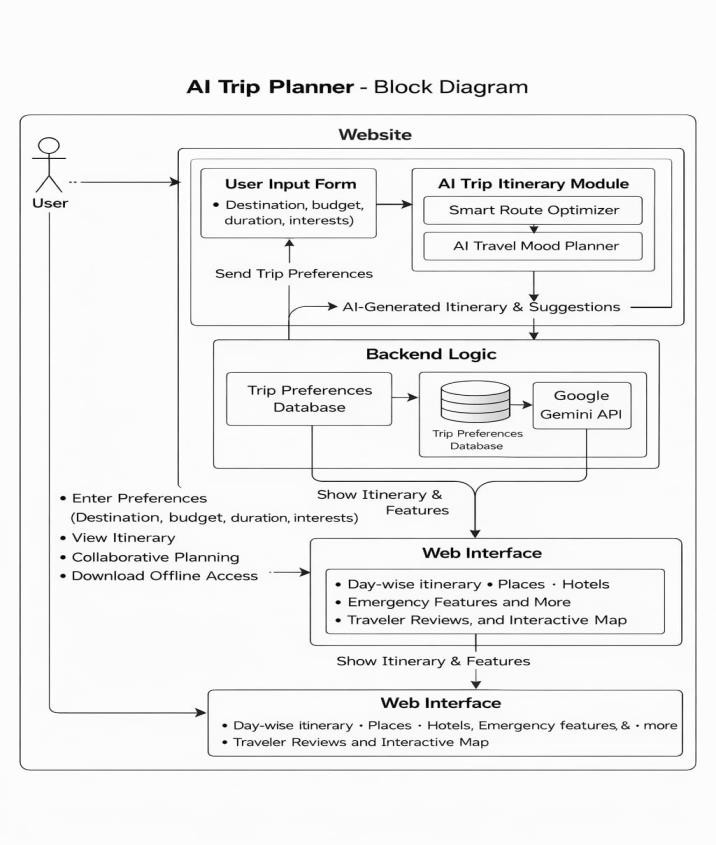 AI Trip Planner - Block Diagram
Website
User
User Input Form
• Destination, budget,
duration, interests)
AI Trip Itinerary Module
Smart Route Optimizer
AI Travel Mood Planner
Send Trip Preferences
AI-Generated Itinerary & Suggestions
Backend Logic
Trip Preferences
Database
Trip Preferences
Database
Google
Gemini API
• Enter Preferences
(Destination, budget, duration, interests)
• View Itinerary
• Collaborative Planning
• Download Offline Access
Show Itinerary &
Features
Web Interface
• Day-wise itinerary • Places · Hotels
• Emergency Features and More
• Traveler Reviews, and Interactive Map
Show Itinerary & Features
Web Interface
• Day-wise itinerary • Places · Hotels, Emergency features, & · more
• Traveler Reviews and Interactive Map